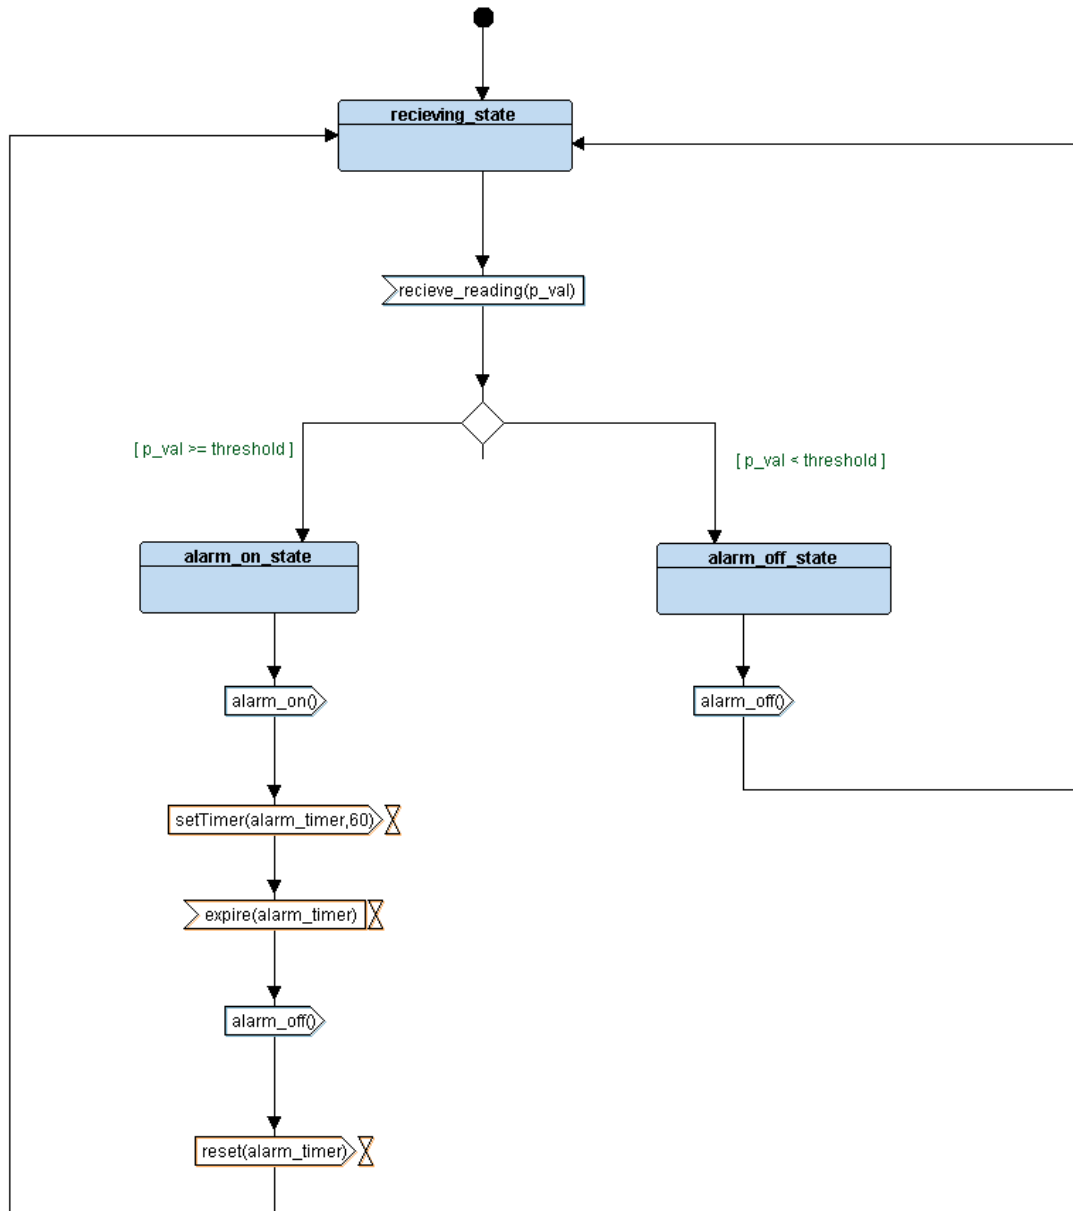 recieving_state
recieve_reading(p_val)
[ p_val >= threshold ]
[ p_val < threshold ]
alarm_on_state
alarm_off_state
alarm_on()
alarm_off()
setTimer(alarm_timer,60)
expire(alarm_timer)
alarm_off()
reset(alarm_timer)